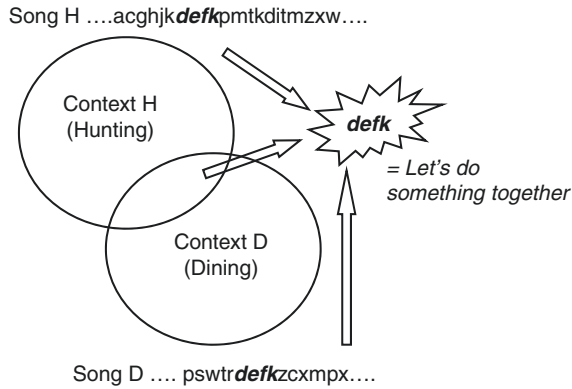 Song H ....acghjkdefkpmtkditmzxw....
Context H
(Hunting)
defk
= Let's do
something together
Context D
(Dining)
Song D .... pswtrdefkzcxmpx....